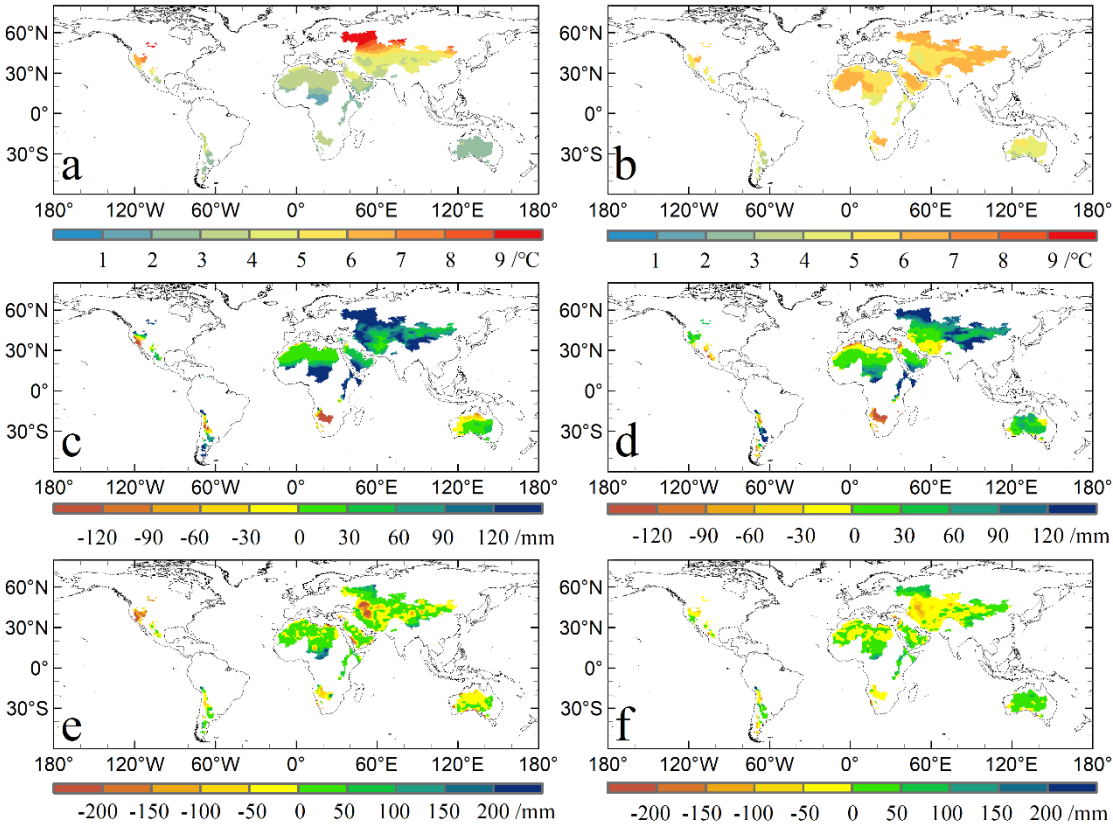 60°N 60°N
30°N 30°N
0° 0°
30°S 30°S
a b
180° 120°W 60°W 0° 60°E 120°E 180° 180° 120°W 60°W 0° 60°E 120°E 180°
1 2 3 4 5 6 7 8 9 /°C 1 2 3 4 5 6 7 8 9 /°C
60°N 60°N
30°N 30°N
0° 0°
30°S 30°S
c d
180° 120°W 60°W 0° 60°E 120°E 180° 180° 120°W 60°W 0° 60°E 120°E 180°
-120 -90 -60 -30 0 30 60 90 120 /mm -120 -90 -60 -30 0 30 60 90 120 /mm
60°N 60°N
30°N 30°N
0° 0°
30°S 30°S
e f
180° 120°W 60°W 0° 60°E 120°E 180° 180° 120°W 60°W 0° 60°E 120°E 180°
-200 -150 -100 -50 0 50 100 150 200 /mm -200 -150 -100 -50 0 50 100 150 200 /mm